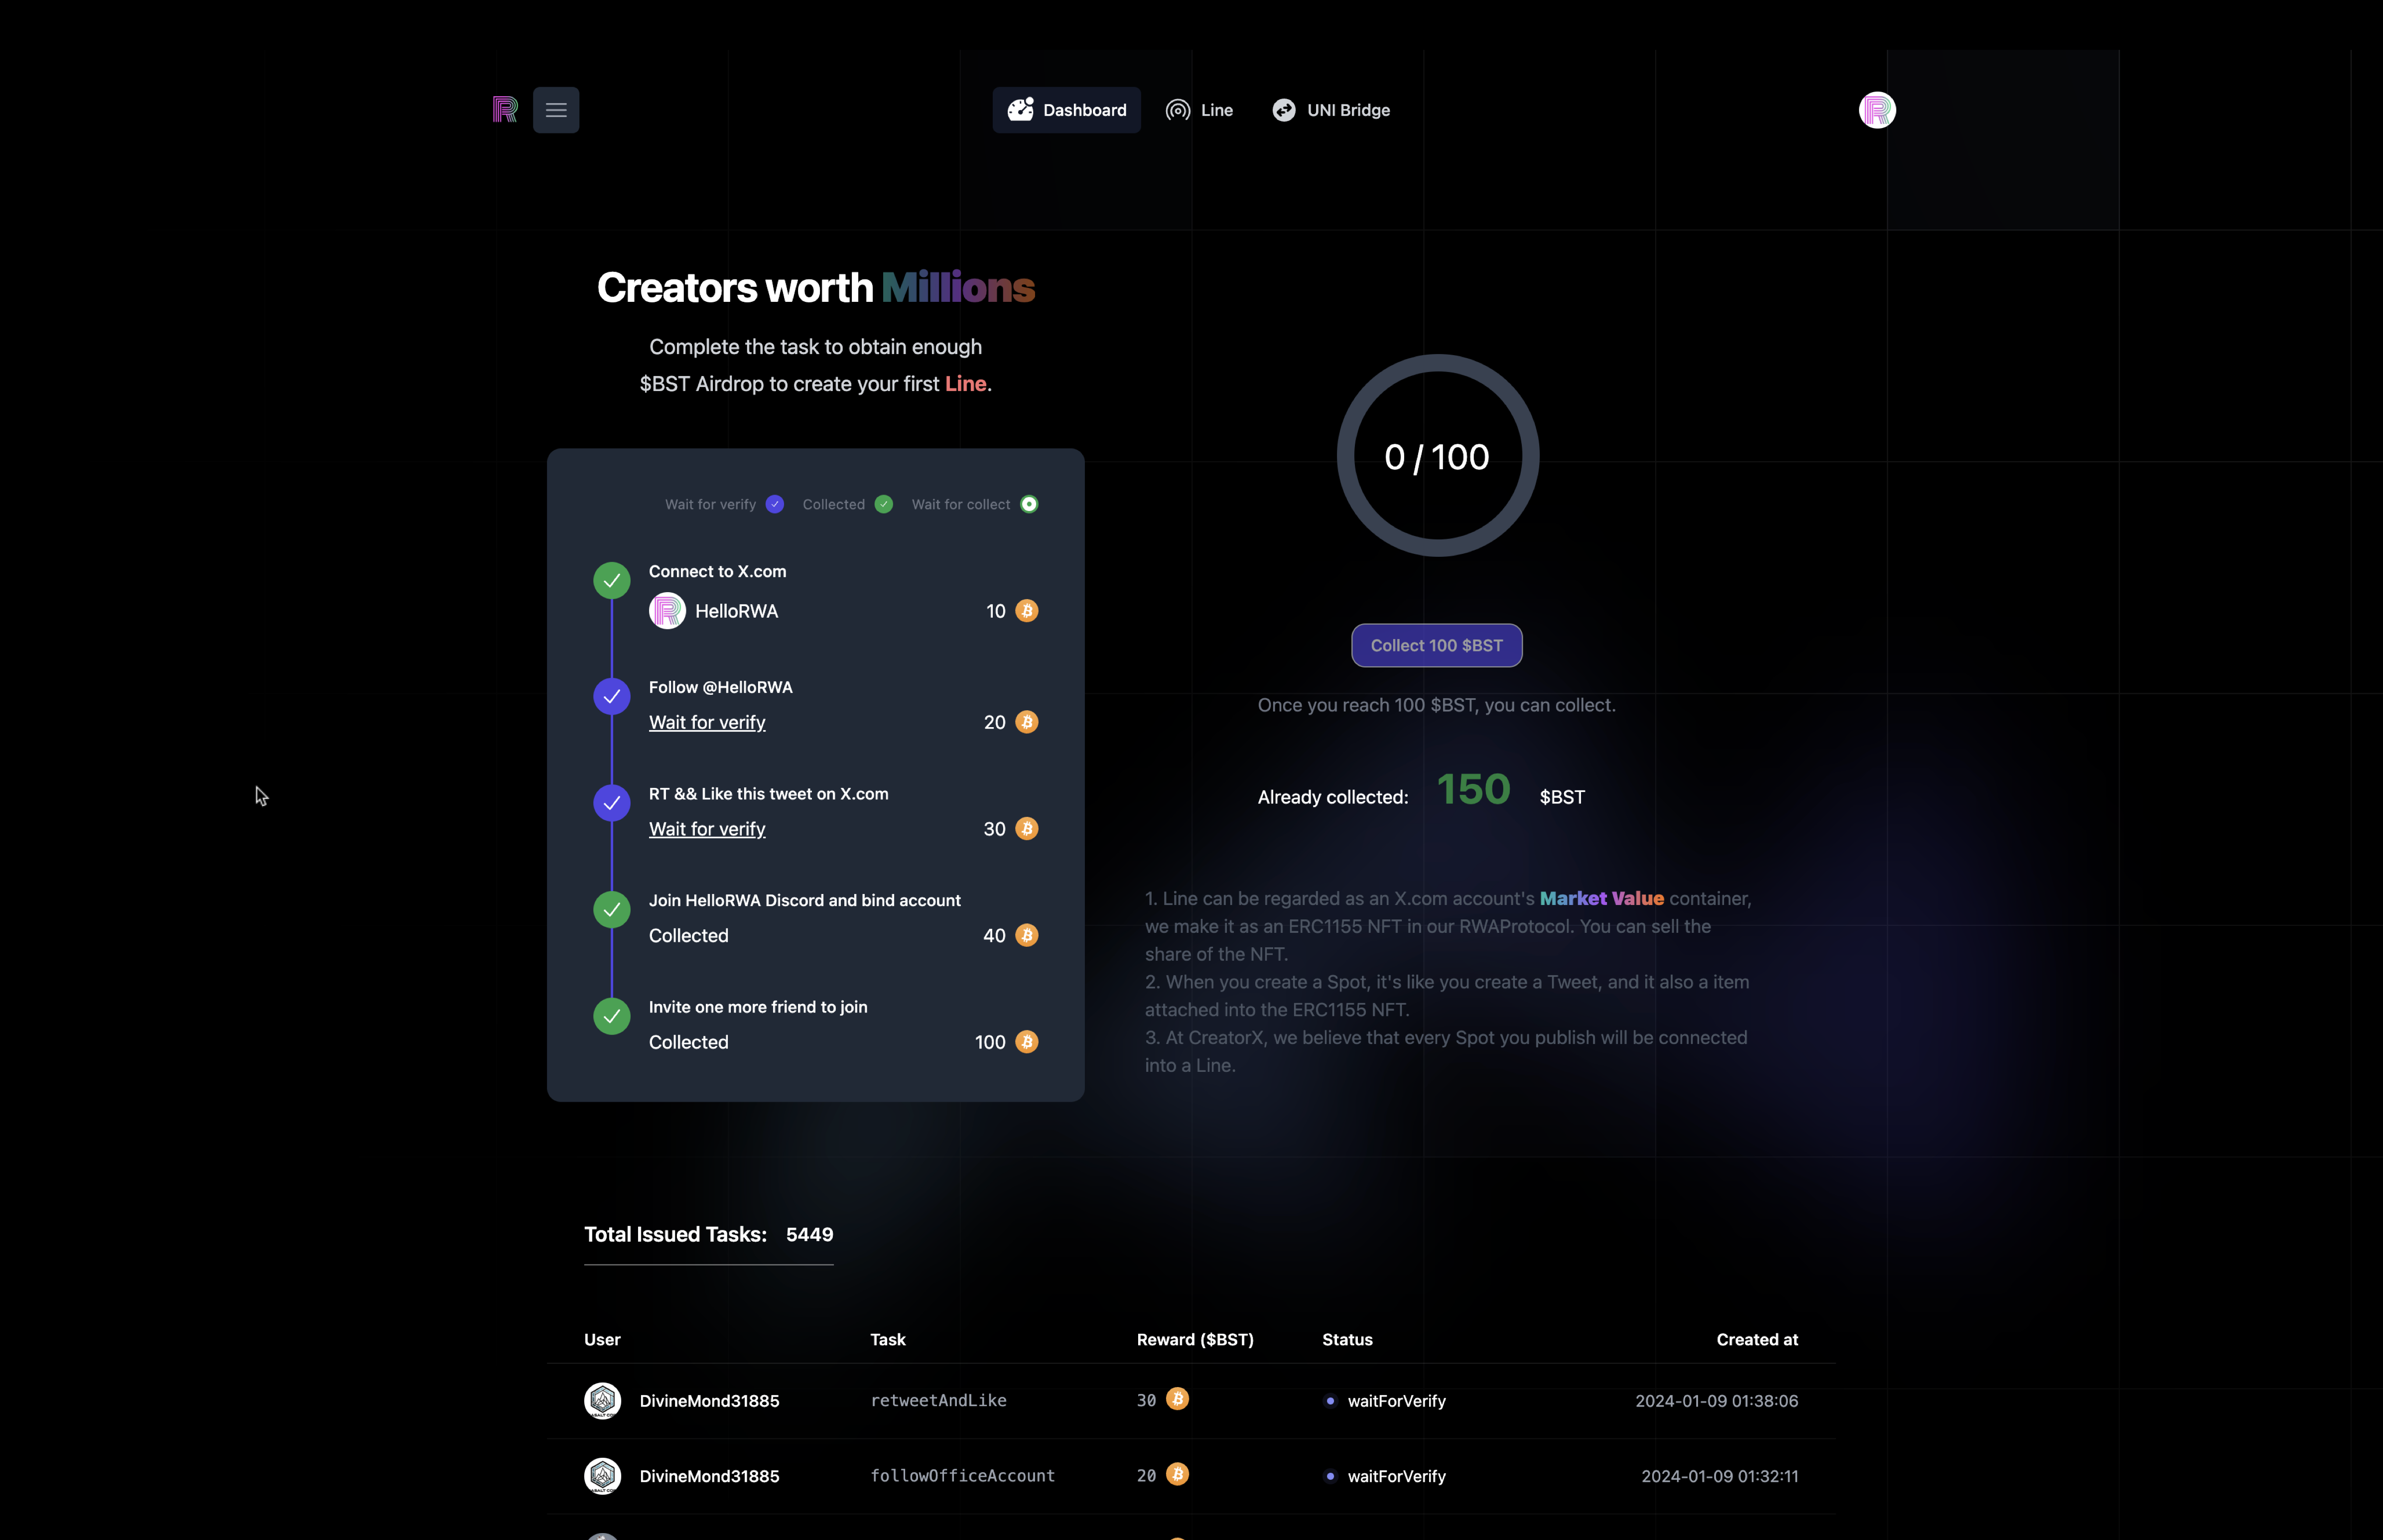 Dashboard
Line
UNI Bridge
Creators worth Millions
Complete the task to obtain enough
$BST Airdrop to create your first Line.
Wait for verify
Collected
Wait for collect
Connect to X.com
HelloRWA
10
Follow @HelloRWA
Wait for verify
20
RT && Like this tweet on X.com
Wait for verify
30
Join HelloRWA Discord and bind account
Collected
40
Invite one more friend to join
Collected
100
0 / 100
Collect 100 $BST
Once you reach 100 $BST, you can collect.
Already collected: 150 $BST
1. Line can be regarded as an X.com account's Market Value container,
we make it as an ERC1155 NFT in our RWAProtocol. You can sell the
share of the NFT.
2. When you create a Spot, it's like you create a Tweet, and it also a item
attached into the ERC1155 NFT.
3. At CreatorX, we believe that every Spot you publish will be connected
into a Line.
Total Issued Tasks: 5449
User Task Reward ($BST) Status Created at
DivineMond31885 retweetAndLike 30 waitForVerify 2024-01-09 01:38:06
DivineMond31885 followOfficeAccount 20 waitForVerify 2024-01-09 01:32:11